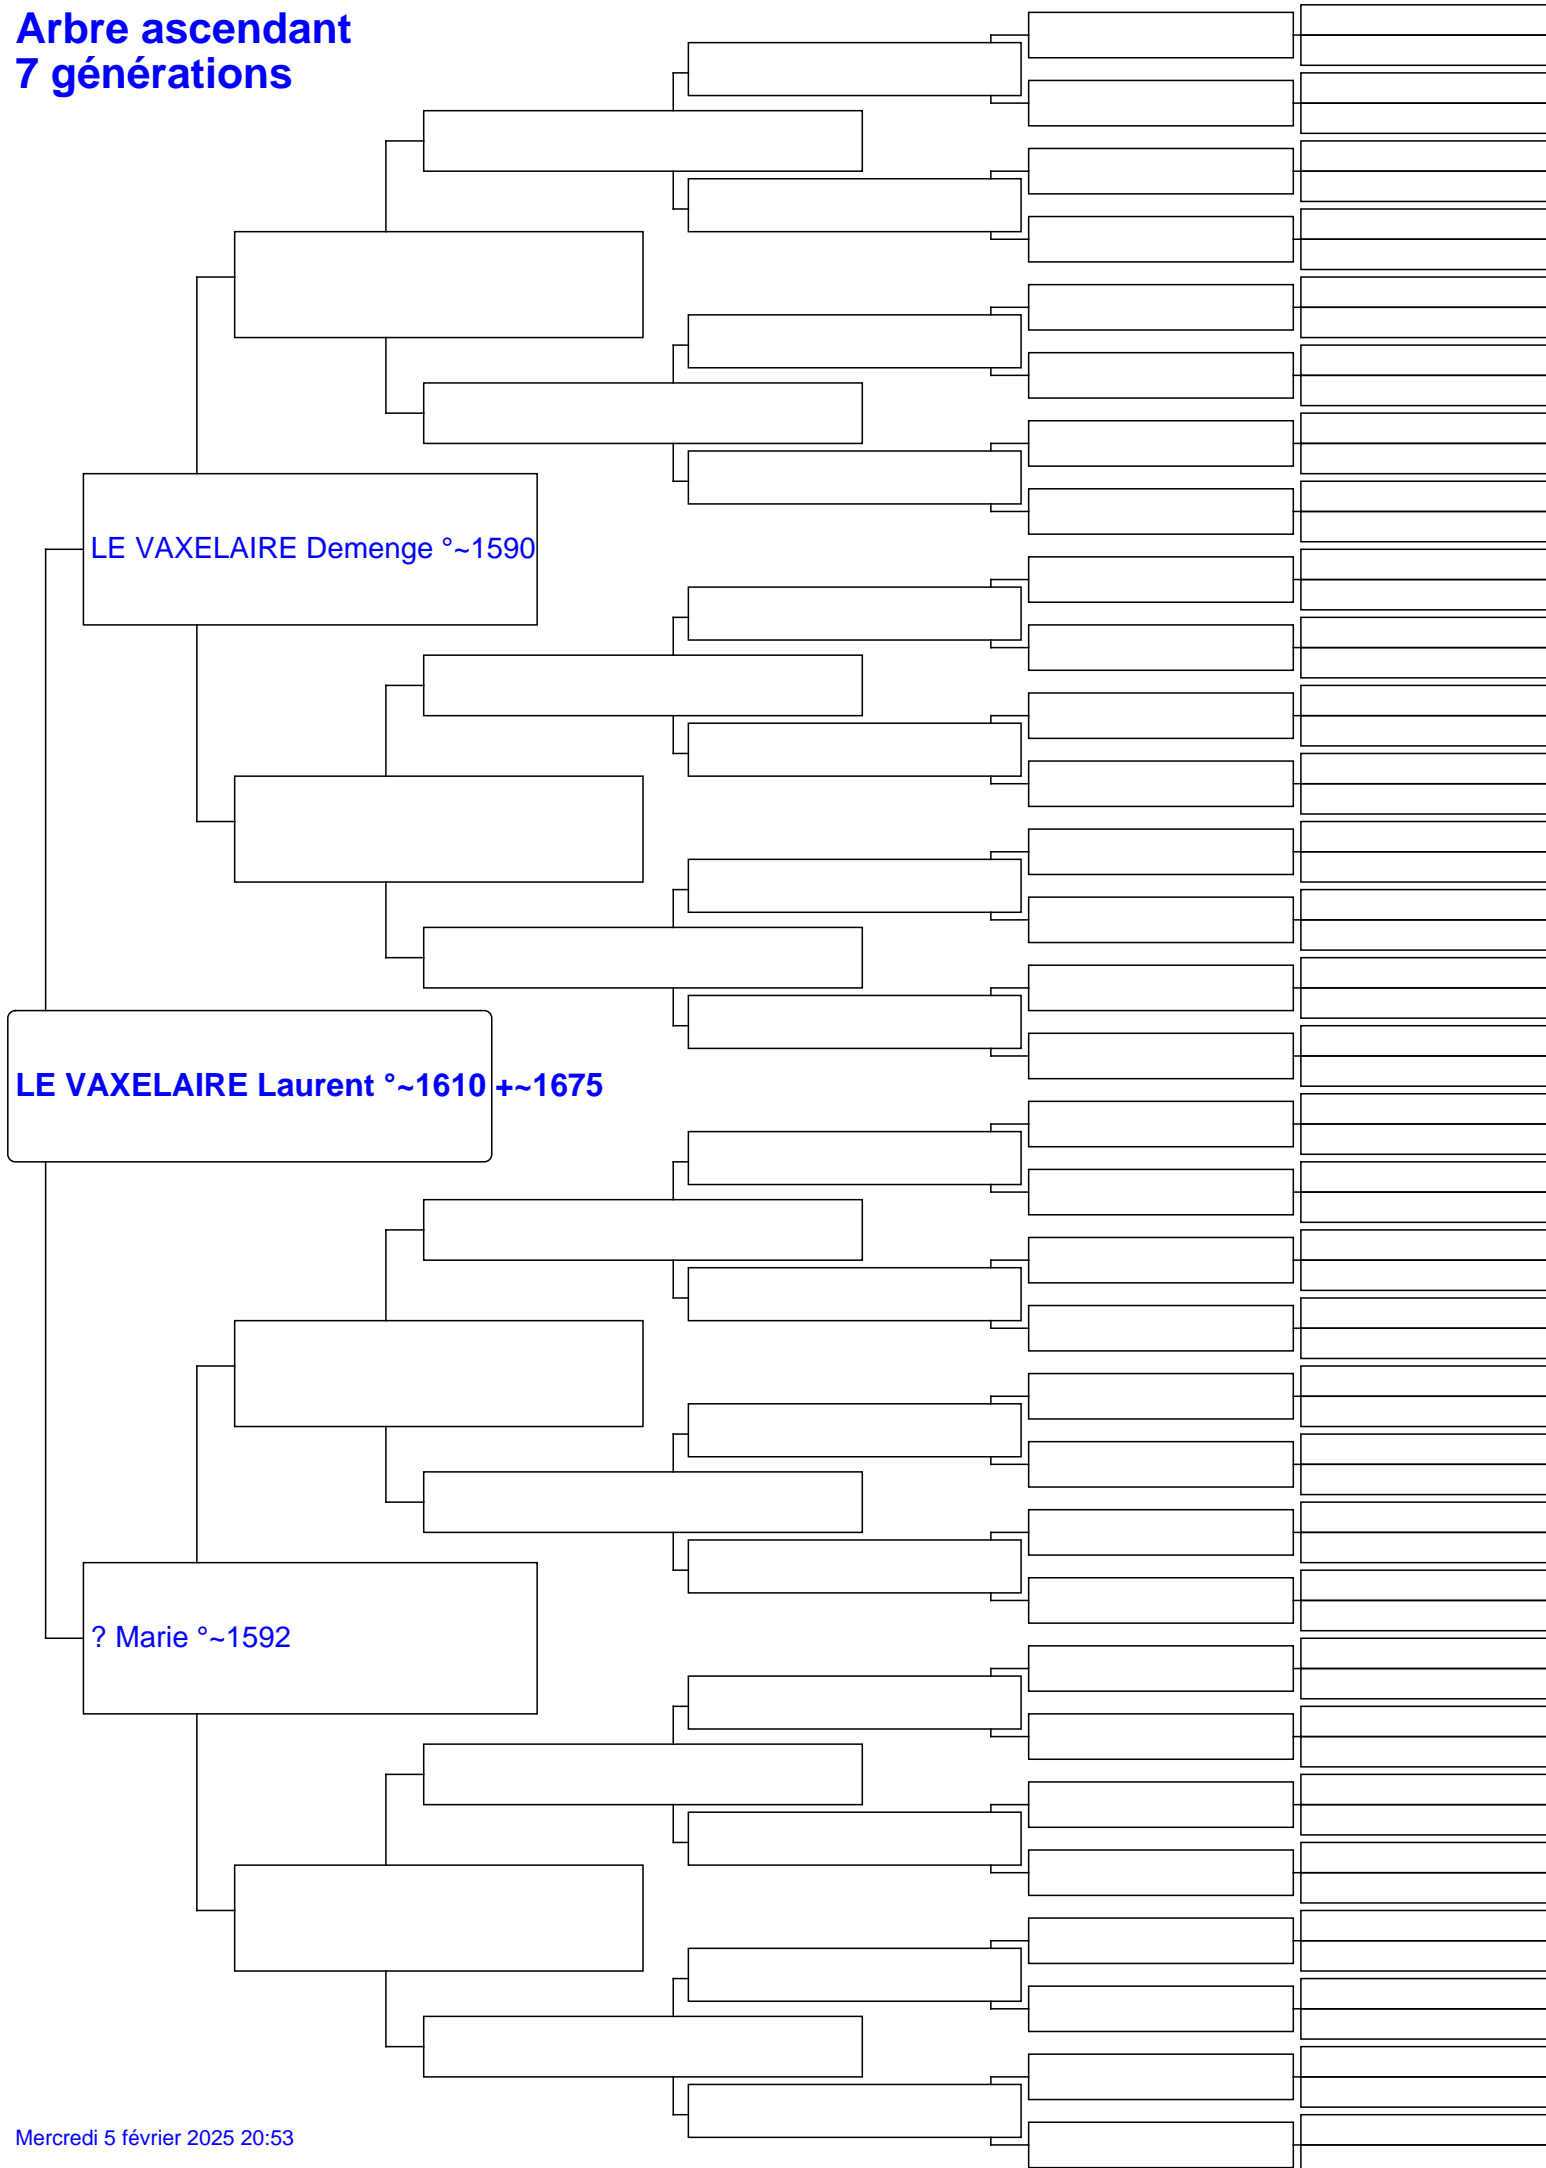 Arbre ascendant
7 générations
LE VAXELAIRE Demenge °~1590
LE VAXELAIRE Laurent °~1610 +~1675
? Marie °~1592
Mercredi 5 février 2025 20:53